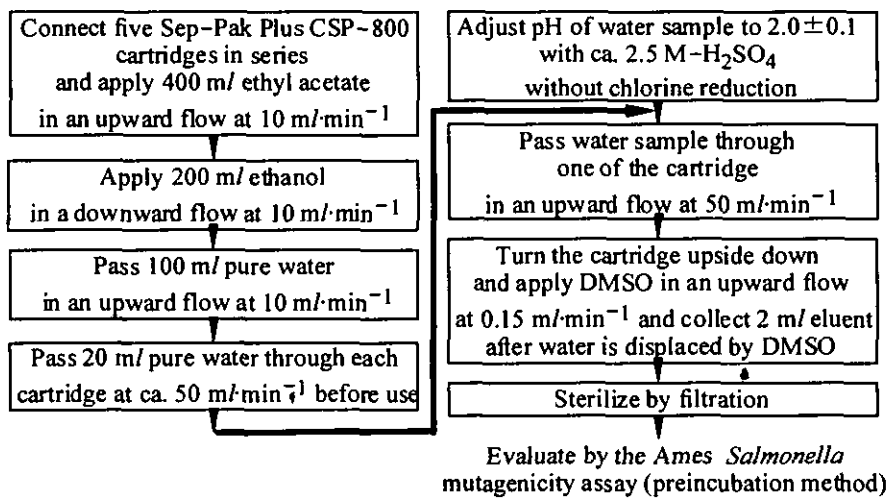 Connect five Sep-Pak Plus CSP-800
cartridges in series
and apply 400 ml ethyl acetate
in an upward flow at 10 ml·min⁻¹
Apply 200 ml ethanol
in a downward flow at 10 ml·min⁻¹
Pass 100 ml pure water
in an upward flow at 10 ml·min⁻¹
Pass 20 ml pure water through each
cartridge at ca. 50 ml·min⁻¹ before use
Adjust pH of water sample to 2.0±0.1
with ca. 2.5 M-H₂SO₄
without chlorine reduction
Pass water sample through
one of the cartridge
in an upward flow at 50 ml·min⁻¹
Turn the cartridge upside down
and apply DMSO in an upward flow
at 0.15 ml·min⁻¹ and collect 2 ml eluent
after water is displaced by DMSO
Sterilize by filtration
Evaluate by the Ames Salmonella
mutagenicity assay (preincubation method)